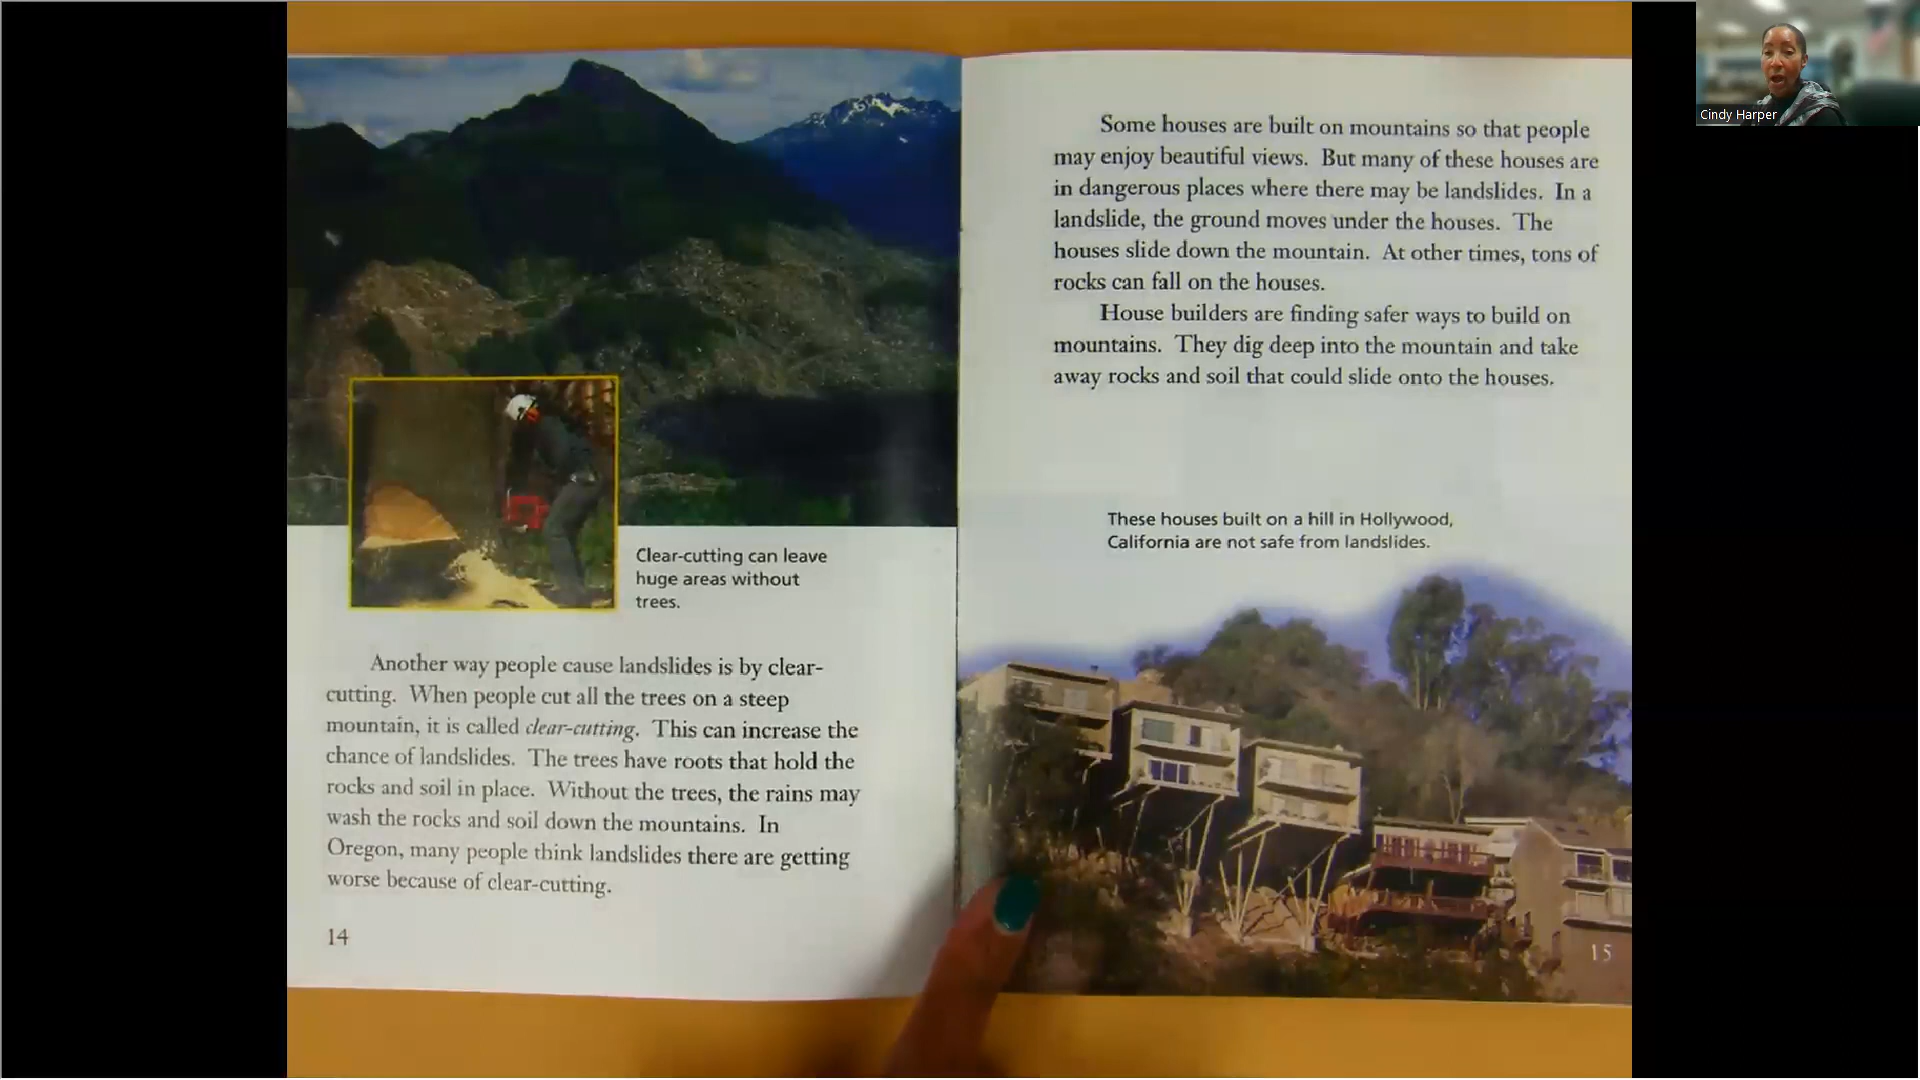 Clear-cutting can leave
huge areas without
trees.
Another way people cause landslides is by clear-
cutting. When people cut all the trees on a steep
mountain, it is called clear-cutting. This can increase the
chance of landslides. The trees have roots that hold the
rocks and soil in place. Without the trees, the rains may
wash the rocks and soil down the mountains. In
Oregon, many people think landslides there are getting
worse because of clear-cutting.
14
Some houses are built on mountains so that people
may enjoy beautiful views. But many of these houses are
in dangerous places where there may be landslides. In a
landslide, the ground moves under the houses. The
houses slide down the mountain. At other times, tons of
rocks can fall on the houses.
House builders are finding safer ways to build on
mountains. They dig deep into the mountain and take
away rocks and soil that could slide onto the houses.
These houses built on a hill in Hollywood,
California are not safe from landslides.
15
Cindy Harper